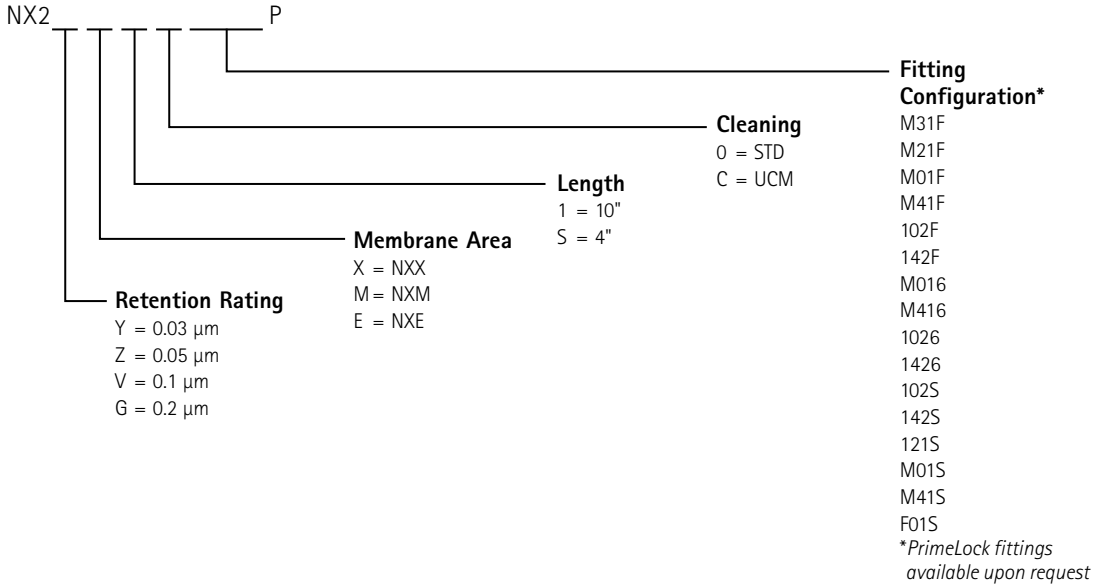 NX2 P
Fitting
Configuration*
M31F
M21F
M01F
M41F
102F
142F
M016
M416
1026
1426
102S
142S
121S
M01S
M41S
F01S
*PrimeLock fittings
available upon request
Cleaning
0 = STD
C = UCM
Length
1 = 10"
S = 4"
Membrane Area
X = NXX
M = NXM
E = NXE
Retention Rating
Y = 0.03 µm
Z = 0.05 µm
V = 0.1 µm
G = 0.2 µm